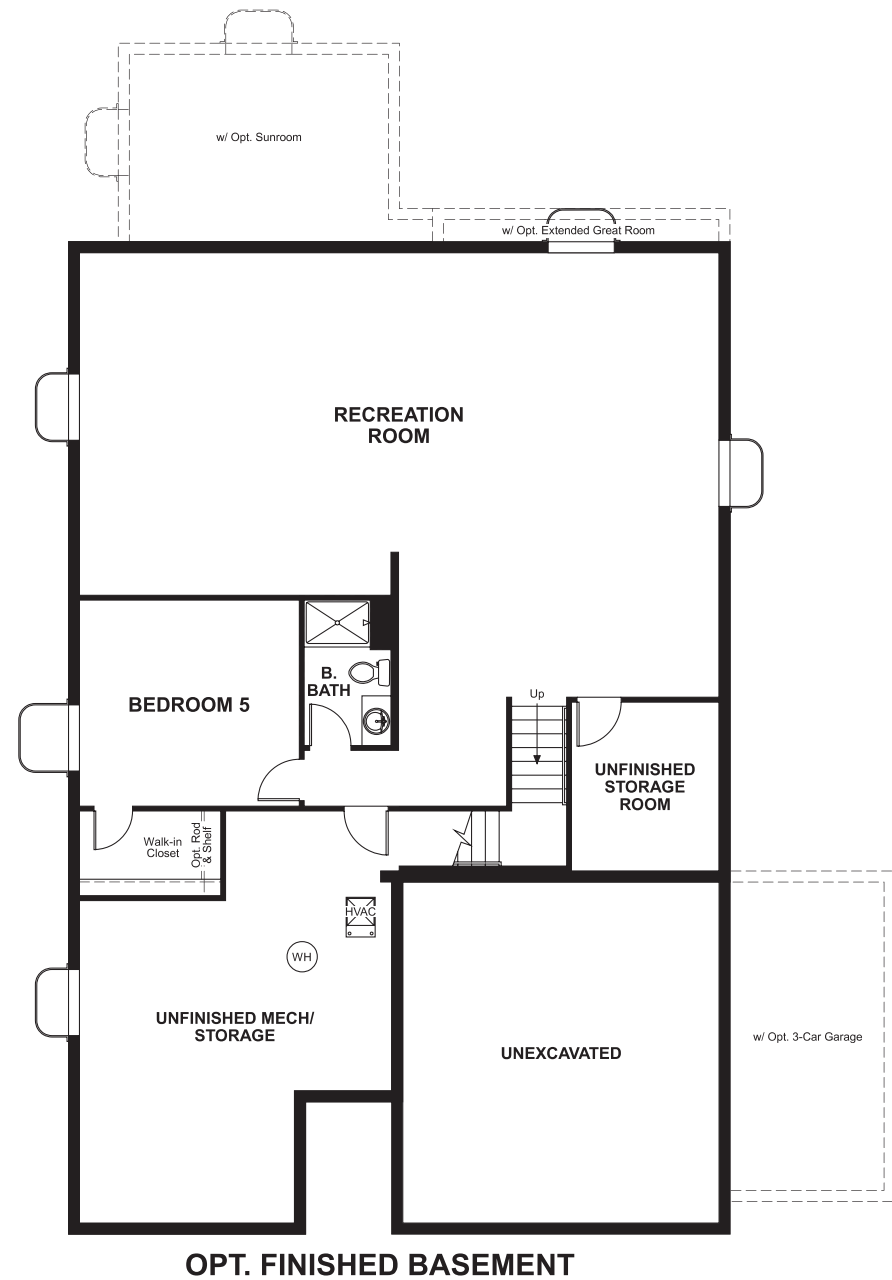 w/ Opt. Sunroom
w/ Opt. Extended Great Room
RECREATION
ROOM
B.
BATH
BEDROOM 5
Up
UNFINISHED
STORAGE
ROOM
Walk-in
Closet
Opt. Rod
& Shelf
HVAC
WH
UNFINISHED MECH/
STORAGE
UNEXCAVATED
w/ Opt. 3-Car Garage
OPT. FINISHED BASEMENT